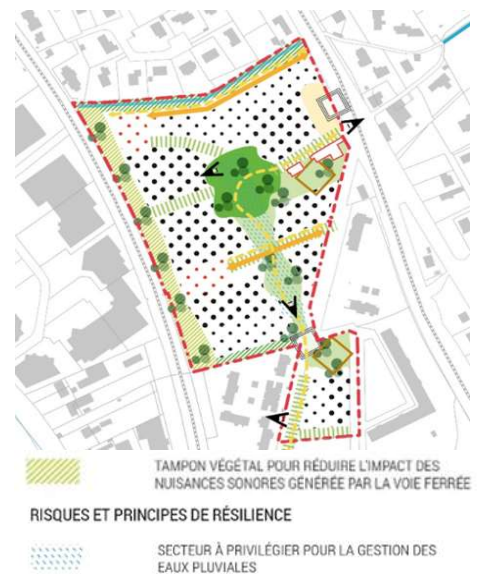 TAMPON VÉGÉTAL POUR RÉDUIRE L'IMPACT DES
NUISANCES SONORES GÉNÉRÉE PAR LA VOIE FERRÉE
RISQUES ET PRINCIPES DE RÉSILIENCE
SECTEUR À PRIVILÉGIER POUR LA GESTION DES
EAUX PLUVIALES